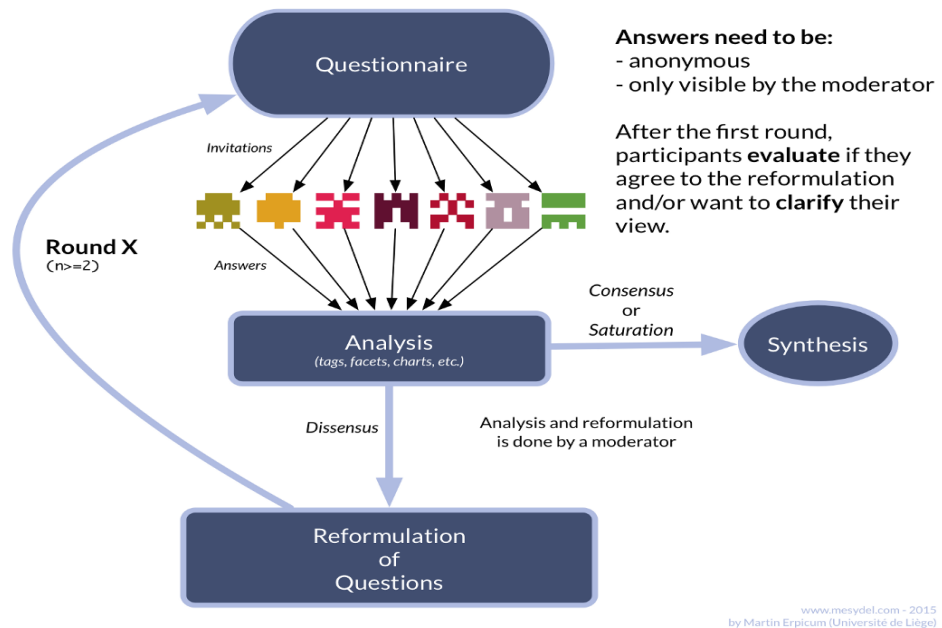 Questionnaire
Answers need to be:
- anonymous
- only visible by the moderator
After the first round,
participants evaluate if they
agree to the reformulation
and/or want to clarify their
view.
Invitations
Round X
(n>=2)
Answers
Analysis
(tags, facets, charts, etc.)
Consensus
or
Saturation
Synthesis
Dissensus
Analysis and reformulation
is done by a moderator
Reformulation
of
Questions
www.mesydel.com - 2015
by Martin Erpicum (Université de Liège)